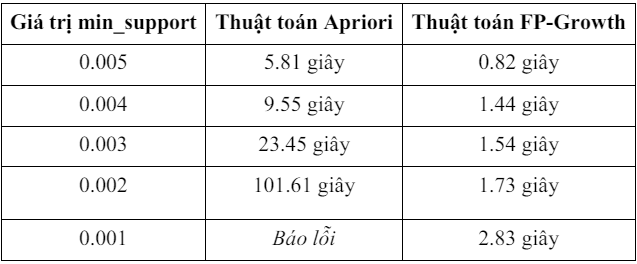 Giá trị min_support Thuật toán Apriori Thuật toán FP-Growth
0.005 5.81 giây 0.82 giây
0.004 9.55 giây 1.44 giây
0.003 23.45 giây 1.54 giây
0.002 101.61 giây 1.73 giây
0.001 Báo lỗi 2.83 giây